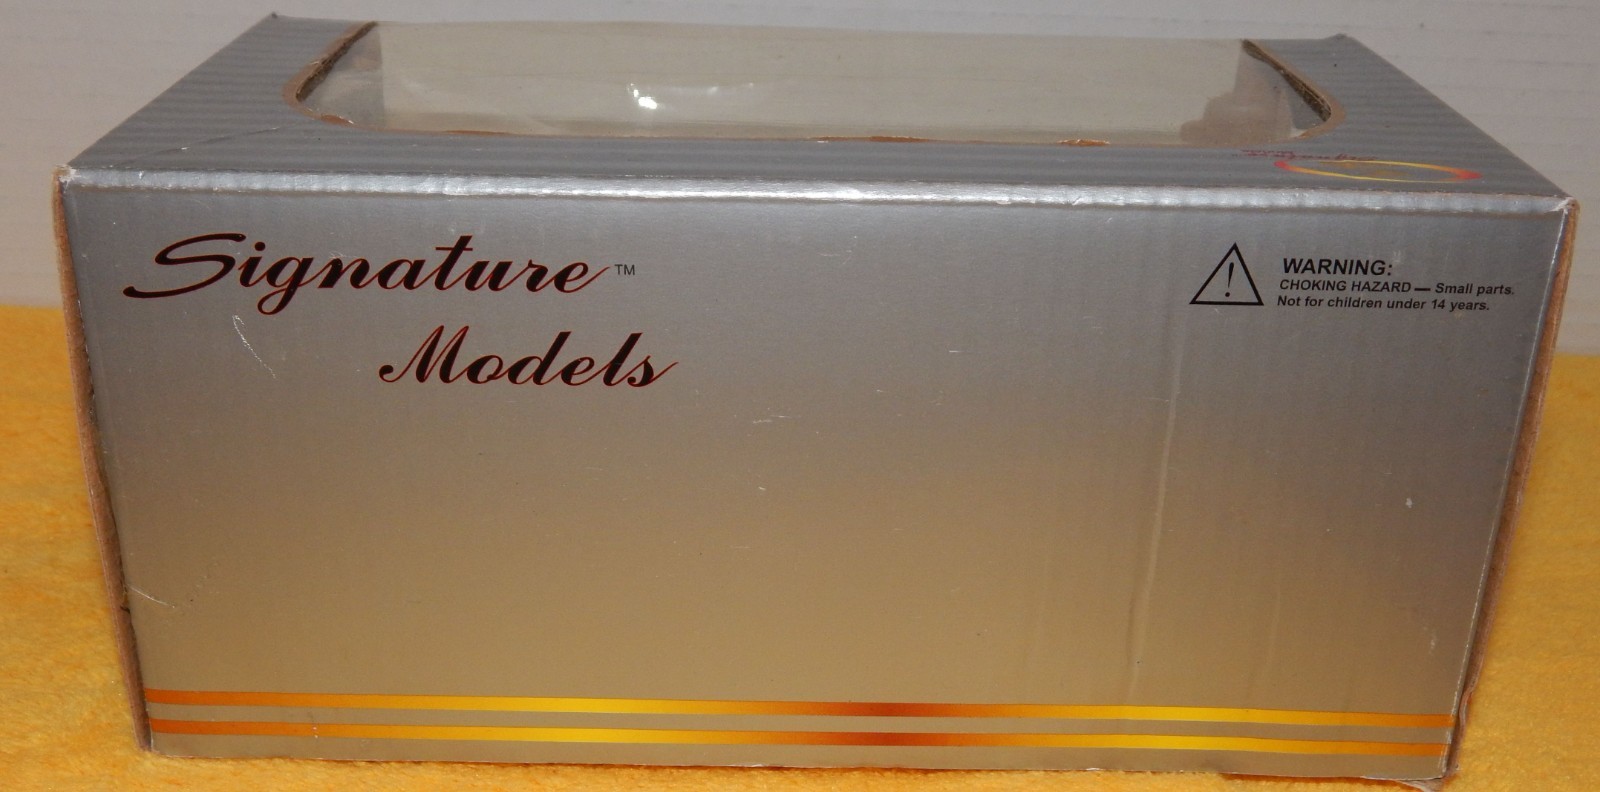 Signature™
Models
WARNING:
CHOKING HAZARD — Small parts.
Not for children under 14 years.